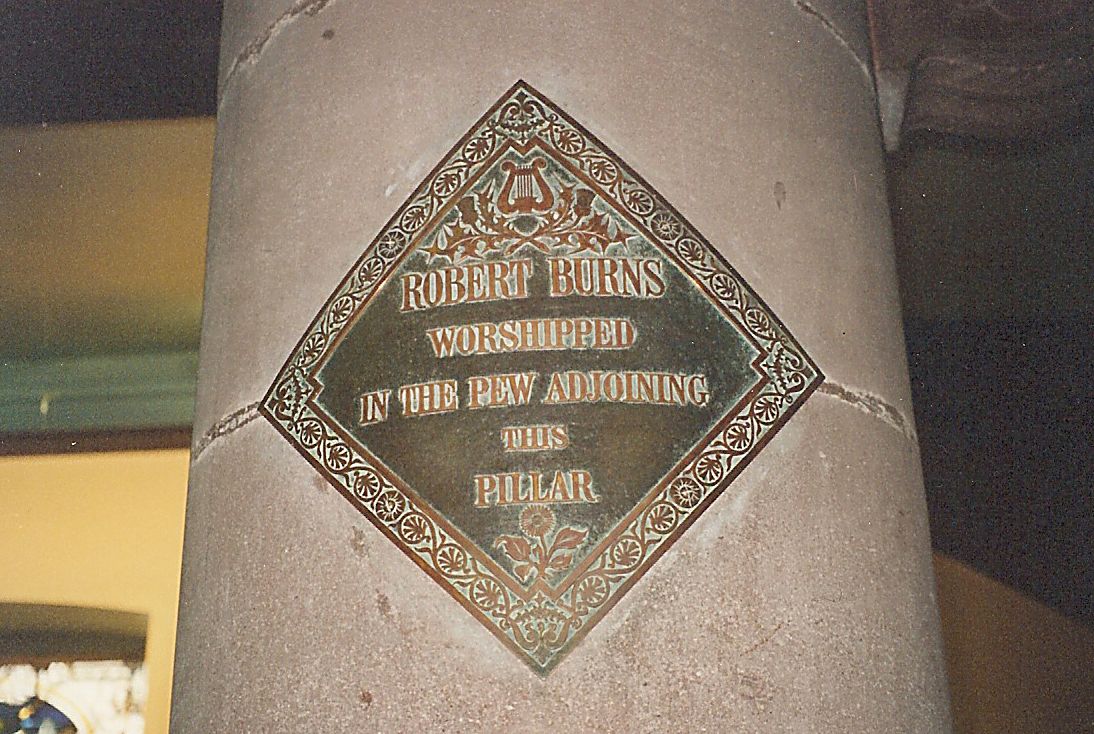 ROBERT BURNS
WORSHIPPED
IN THE PEW ADJOINING
THIS
PILLAR